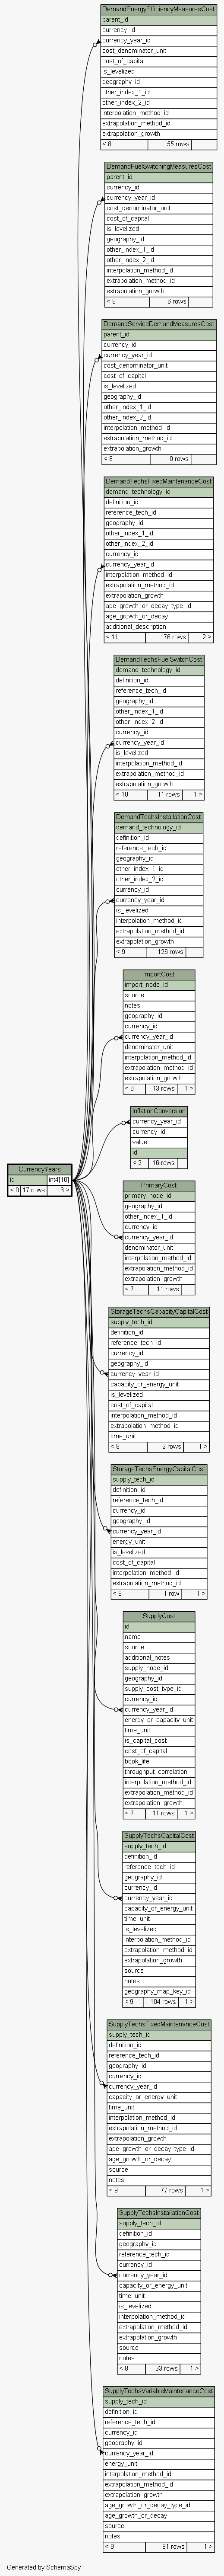 DemandEnergyEfficiencyMeasuresCost
parent_id
currency_id
currency_year_id
cost_denominator_unit
cost_of_capital
is_levelized
geography_id
other_index_1_id
other_index_2_id
interpolation_method_id
extrapolation_method_id
extrapolation_growth
< 8 55 rows
DemandFuelSwitchingMeasuresCost
parent_id
currency_id
currency_year_id
cost_denominator_unit
cost_of_capital
is_levelized
geography_id
other_index_1_id
other_index_2_id
interpolation_method_id
extrapolation_method_id
extrapolation_growth
< 8 6 rows
DemandServiceDemandMeasuresCost
parent_id
currency_id
currency_year_id
cost_denominator_unit
cost_of_capital
is_levelized
geography_id
other_index_1_id
other_index_2_id
interpolation_method_id
extrapolation_method_id
extrapolation_growth
< 8 0 rows
DemandTechsFixedMaintenanceCost
demand_technology_id
definition_id
reference_tech_id
geography_id
other_index_1_id
other_index_2_id
currency_id
currency_year_id
interpolation_method_id
extrapolation_method_id
extrapolation_growth
age_growth_or_decay_type_id
age_growth_or_decay
additional_description
< 11 176 rows 2 >
DemandTechsFuelSwitchCost
demand_technology_id
definition_id
reference_tech_id
geography_id
other_index_1_id
other_index_2_id
currency_id
currency_year_id
is_levelized
interpolation_method_id
extrapolation_method_id
extrapolation_growth
< 10 11 rows 1 >
DemandTechsInstallationCost
demand_technology_id
definition_id
reference_tech_id
geography_id
other_index_1_id
other_index_2_id
currency_id
currency_year_id
is_levelized
interpolation_method_id
extrapolation_method_id
extrapolation_growth
< 9 126 rows 1 >
ImportCost
import_node_id
source
notes
geography_id
currency_id
currency_year_id
denominator_unit
interpolation_method_id
extrapolation_method_id
extrapolation_growth
< 6 13 rows 1 >
InflationConversion
currency_year_id
currency_id
value
id
< 2 16 rows
CurrencyYears
id int4[10]
< 0 17 rows 16 >
PrimaryCost
primary_node_id
geography_id
other_index_1_id
currency_id
currency_year_id
denominator_unit
interpolation_method_id
extrapolation_method_id
extrapolation_growth
< 7 11 rows
StorageTechsCapacityCapitalCost
supply_tech_id
definition_id
reference_tech_id
currency_id
geography_id
currency_year_id
capacity_or_energy_unit
is_levelized
cost_of_capital
interpolation_method_id
extrapolation_method_id
time_unit
< 8 2 rows 1 >
StorageTechsEnergyCapitalCost
supply_tech_id
definition_id
reference_tech_id
currency_id
geography_id
currency_year_id
energy_unit
is_levelized
cost_of_capital
interpolation_method_id
extrapolation_method_id
< 8 1 row 1 >
SupplyCost
id
name
source
additional_notes
supply_node_id
geography_id
supply_cost_type_id
currency_id
currency_year_id
energy_or_capacity_unit
time_unit
is_capital_cost
cost_of_capital
book_life
throughput_correlation
interpolation_method_id
extrapolation_method_id
extrapolation_growth
< 7 11 rows 1 >
SupplyTechsCapitalCost
supply_tech_id
definition_id
reference_tech_id
geography_id
currency_id
currency_year_id
capacity_or_energy_unit
time_unit
is_levelized
interpolation_method_id
extrapolation_method_id
extrapolation_growth
source
notes
geography_map_key_id
< 9 104 rows 1 >
SupplyTechsFixedMaintenanceCost
supply_tech_id
definition_id
reference_tech_id
geography_id
currency_id
currency_year_id
capacity_or_energy_unit
time_unit
interpolation_method_id
extrapolation_method_id
extrapolation_growth
age_growth_or_decay_type_id
age_growth_or_decay
source
notes
< 9 77 rows 1 >
SupplyTechsInstallationCost
supply_tech_id
definition_id
geography_id
reference_tech_id
currency_id
currency_year_id
capacity_or_energy_unit
time_unit
is_levelized
interpolation_method_id
extrapolation_method_id
extrapolation_growth
source
notes
< 8 33 rows 1 >
SupplyTechsVariableMaintenanceCost
supply_tech_id
definition_id
reference_tech_id
currency_id
geography_id
currency_year_id
energy_unit
interpolation_method_id
extrapolation_method_id
extrapolation_growth
age_growth_or_decay_type_id
age_growth_or_decay
source
notes
< 9 81 rows 1 >
Generated by SchemaSpy